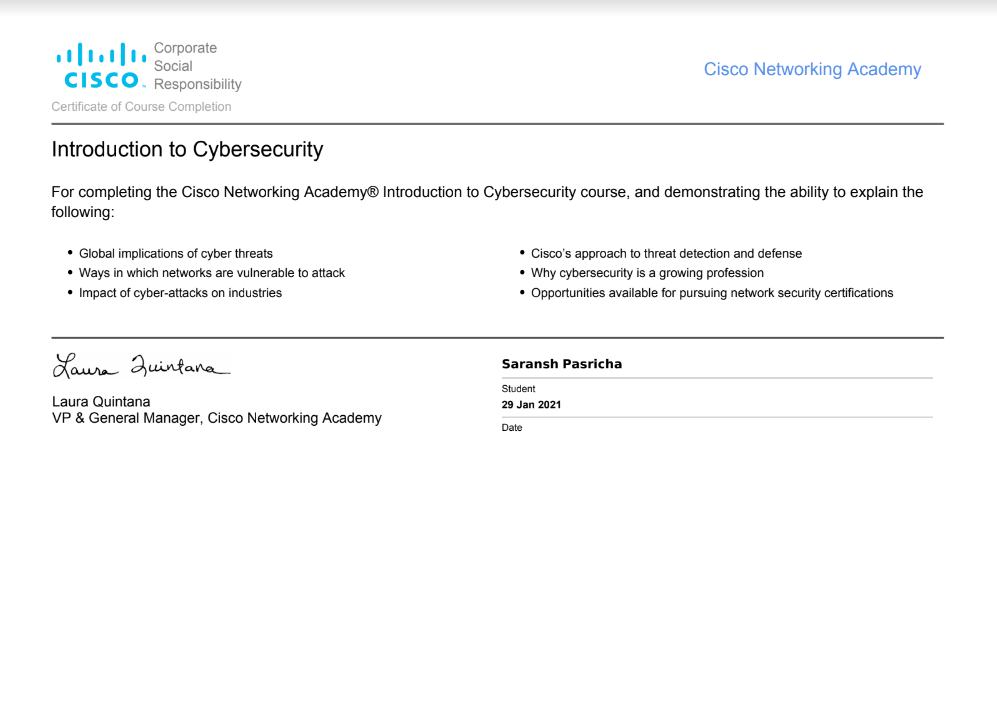 Corporate
Social
Responsibility
CISCO™
Cisco Networking Academy
Certificate of Course Completion
Introduction to Cybersecurity
For completing the Cisco Networking Academy® Introduction to Cybersecurity course, and demonstrating the ability to explain the
following:
• Global implications of cyber threats
• Ways in which networks are vulnerable to attack
• Impact of cyber-attacks on industries
• Cisco’s approach to threat detection and defense
• Why cybersecurity is a growing profession
• Opportunities available for pursuing network security certifications
Laura Quintana
Laura Quintana
VP & General Manager, Cisco Networking Academy
Saransh Pasricha
Student
29 Jan 2021
Date